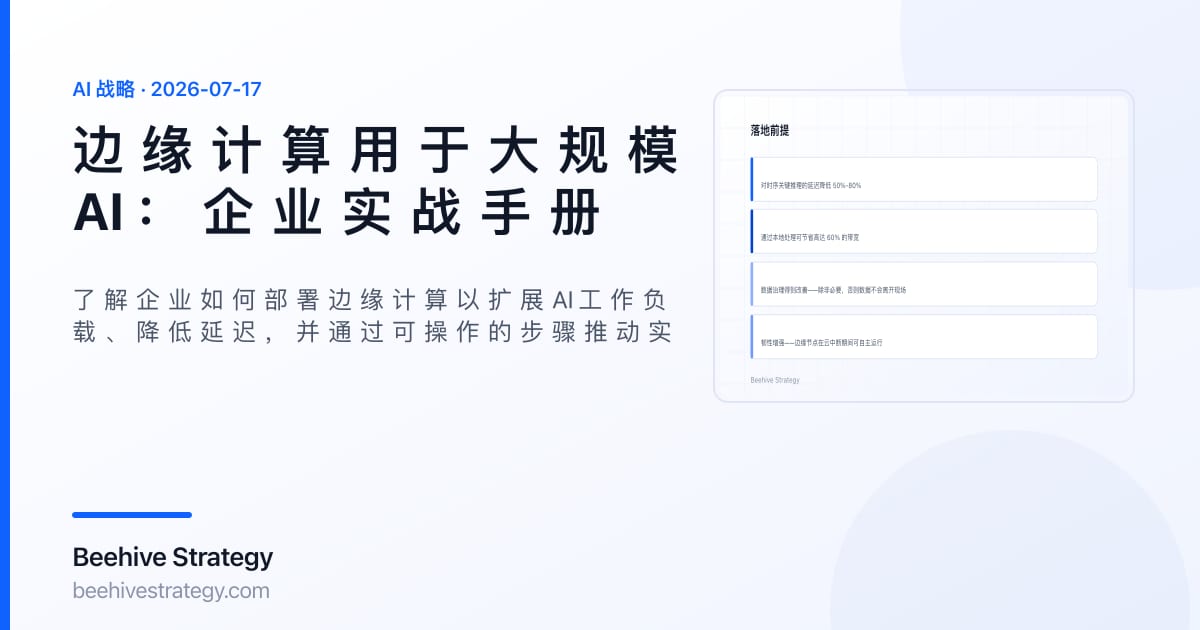 AI 战略 · 2026-07-17
边缘计算用于大规模
AI：企业实战手册
了解企业如何部署边缘计算以扩展AI工作负
载、降低延迟，并通过可操作的步骤推动实
Beehive Strategy
beehivestrategy.com
落地前提
对时序关键推理的延迟降低 50%–80%
通过本地处理可节省高达 60% 的带宽
数据治理得到改善——除非必要，否则数据不会离开现场
韧性增强——边缘节点在云中断期间可自主运行
Beehive Strategy